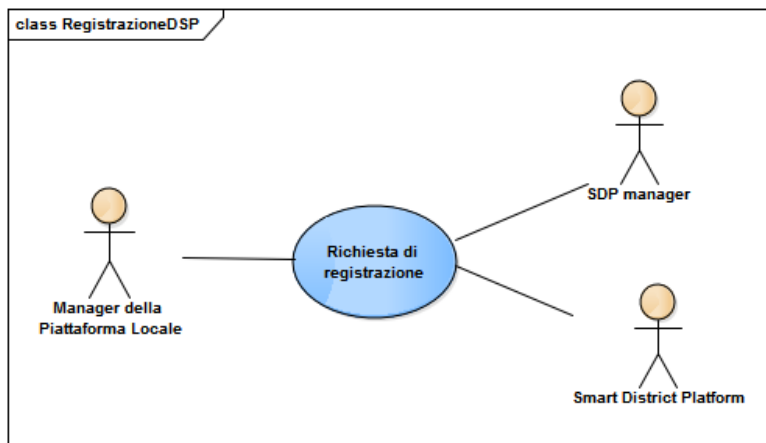 class RegistrazioneDSP
SDP manager
Richiesta di
registrazione
Manager della
Piattaforma Locale
Smart District Platform